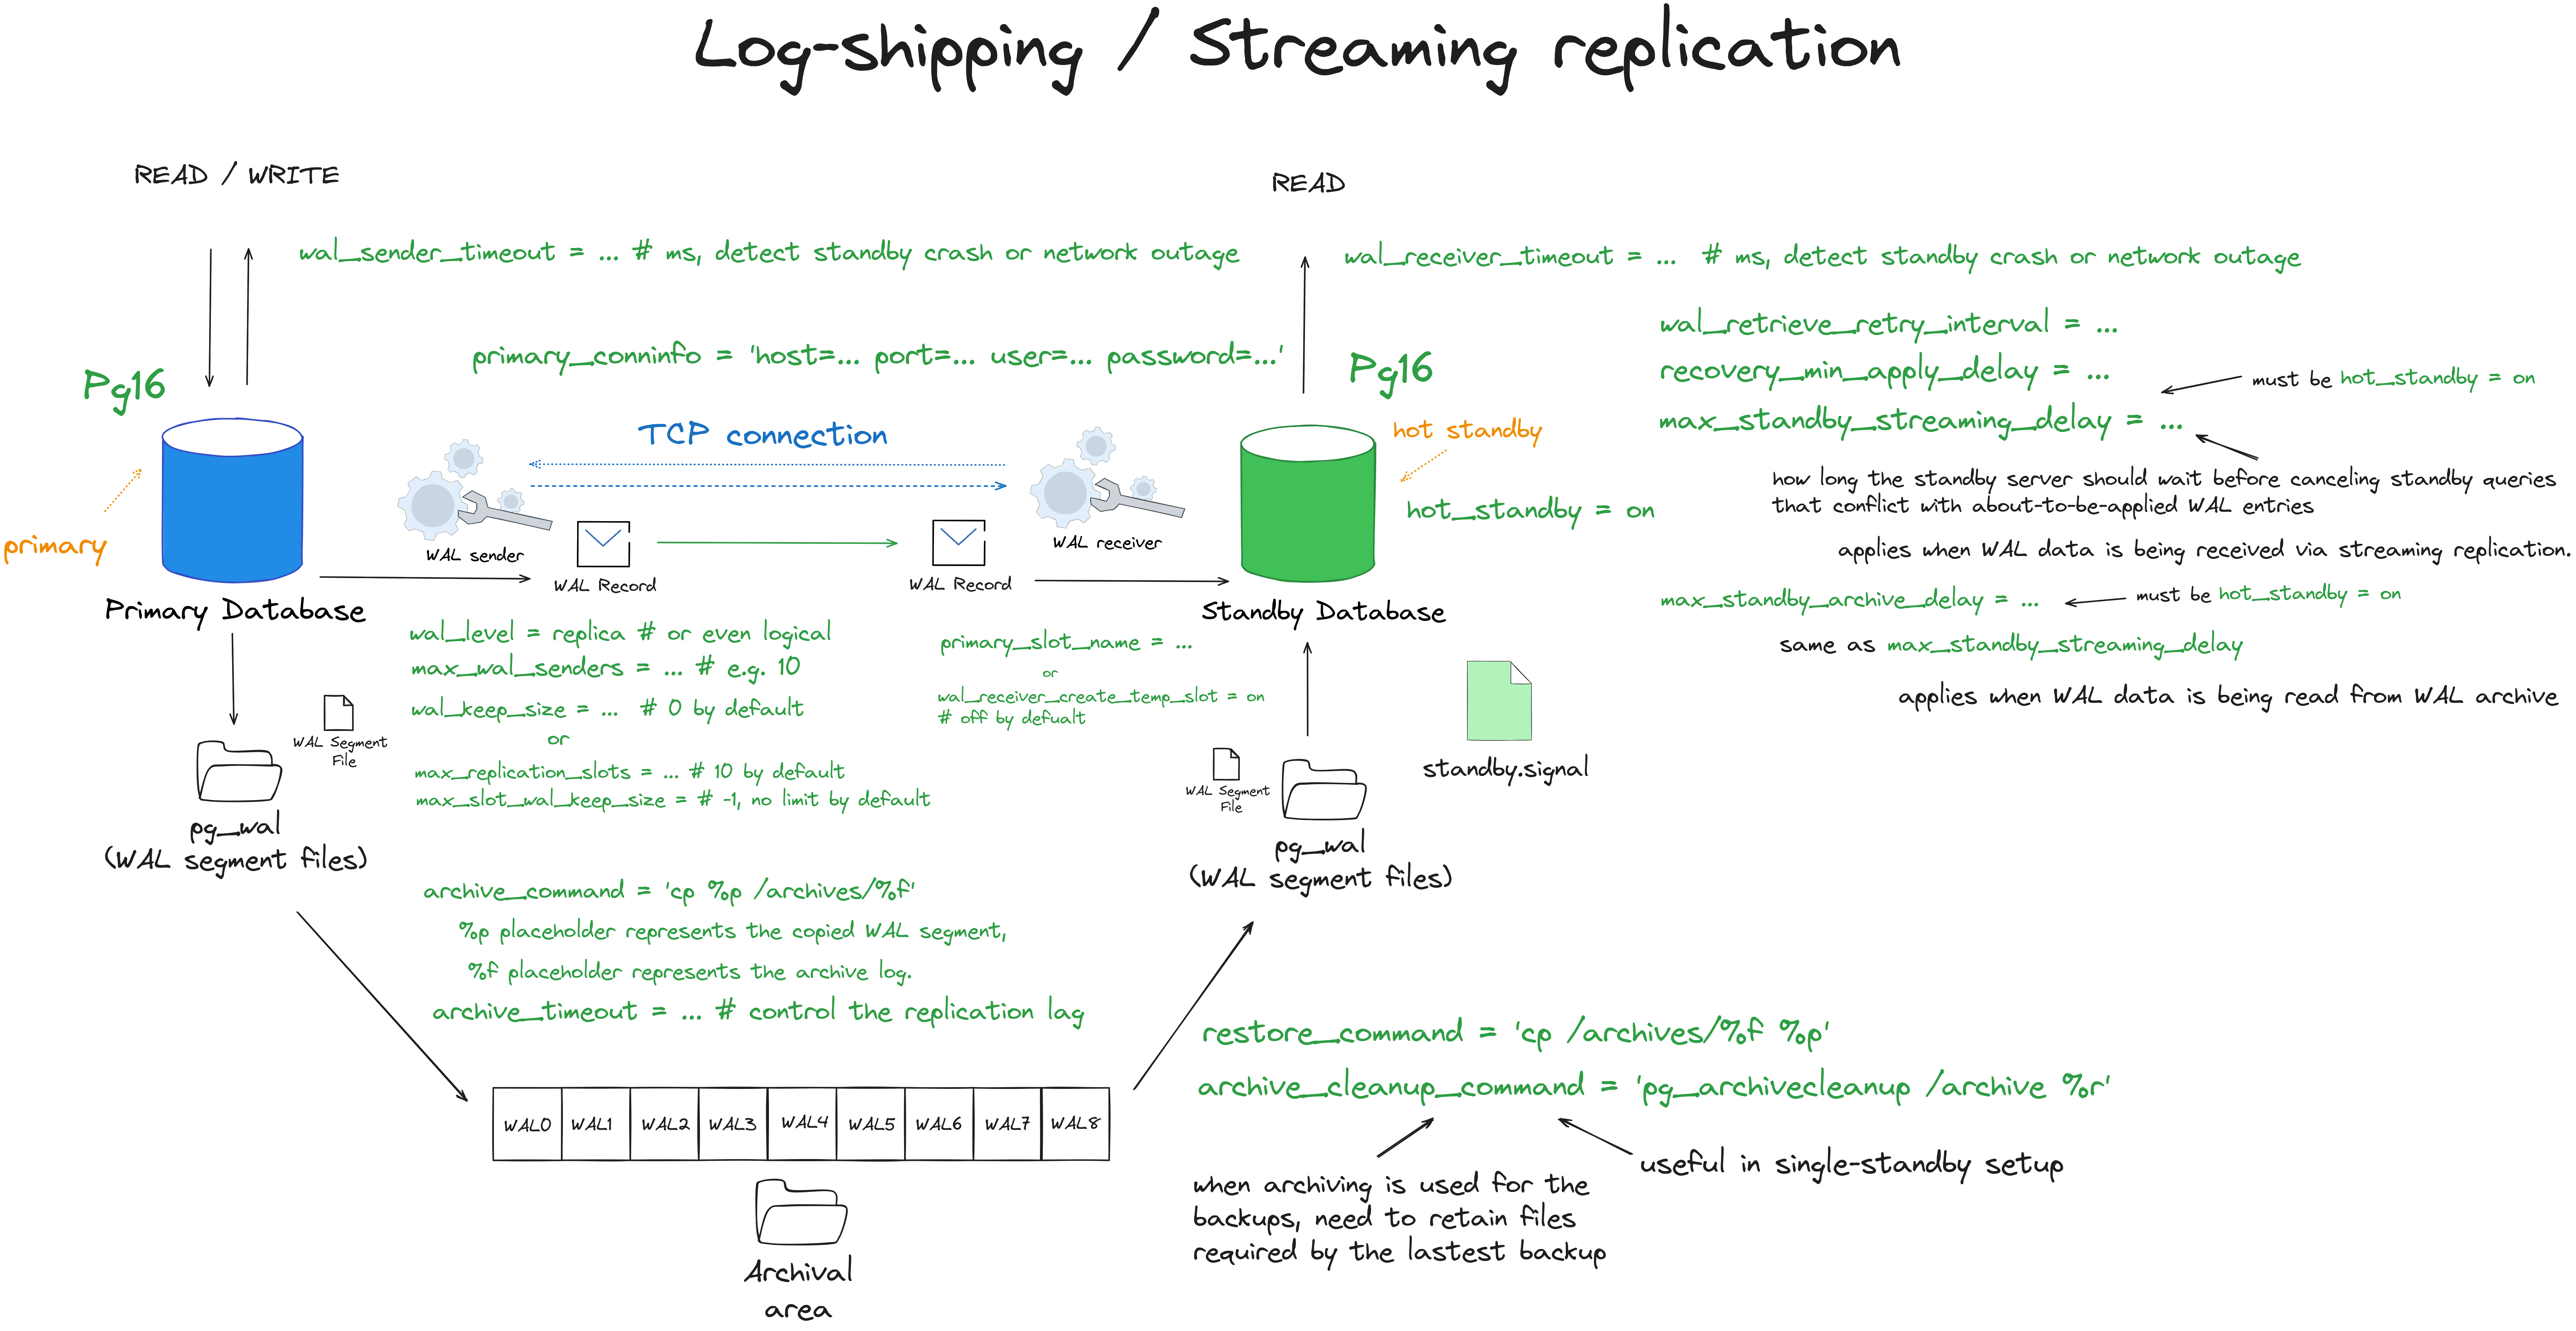 Log-shipping / Streaming replication
READ / WRITE
READ
wal_sender_timeout = ... # ms, detect standby crash or network outage
wal_receiver_timeout = ... # ms, detect standby crash or network outage
wal_retrieve_retry_interval = ...
primary_conninfo = 'host=... port=... user=... password=...'
Pg16
Pg16
recovery_min_apply_delay = ...
must be hot_standby = on
max_standby_streaming_delay = ...
TCP connection
hot standby
how long the standby server should wait before canceling standby queries
that conflict with about-to-be-applied WAL entries
hot_standby = on
primary
WAL sender
WAL receiver
applies when WAL data is being received via streaming replication.
WAL Record
WAL Record
Primary Database
Standby Database
max_standby_archive_delay = ...
must be hot_standby = on
wal_level = replica # or even logical
primary_slot_name = ...
same as max_standby_streaming_delay
max_wal_senders = ... # e.g. 10
or
wal_keep_size = ... # 0 by default
wal_receiver_create_temp_slot = on
# off by defualt
applies when WAL data is being read from WAL archive
or
WAL Segment
File
max_replication_slots = ... # 10 by default
max_slot_wal_keep_size = # -1, no limit by default
WAL Segment
File
standby.signal
pg_wal
(WAL segment files)
pg_wal
(WAL segment files)
archive_command = 'cp %p /archives/%f'
%p placeholder represents the copied WAL segment,
%f placeholder represents the archive log.
archive_timeout = ... # control the replication lag
restore_command = 'cp /archives/%f %p'
archive_cleanup_command = 'pg_archivecleanup /archive %r'
WAL0 WAL1 WAL2 WAL3 WAL4 WAL5 WAL6 WAL7 WAL8
useful in single-standby setup
when archiving is used for the
backups, need to retain files
required by the lastest backup
Archival
area